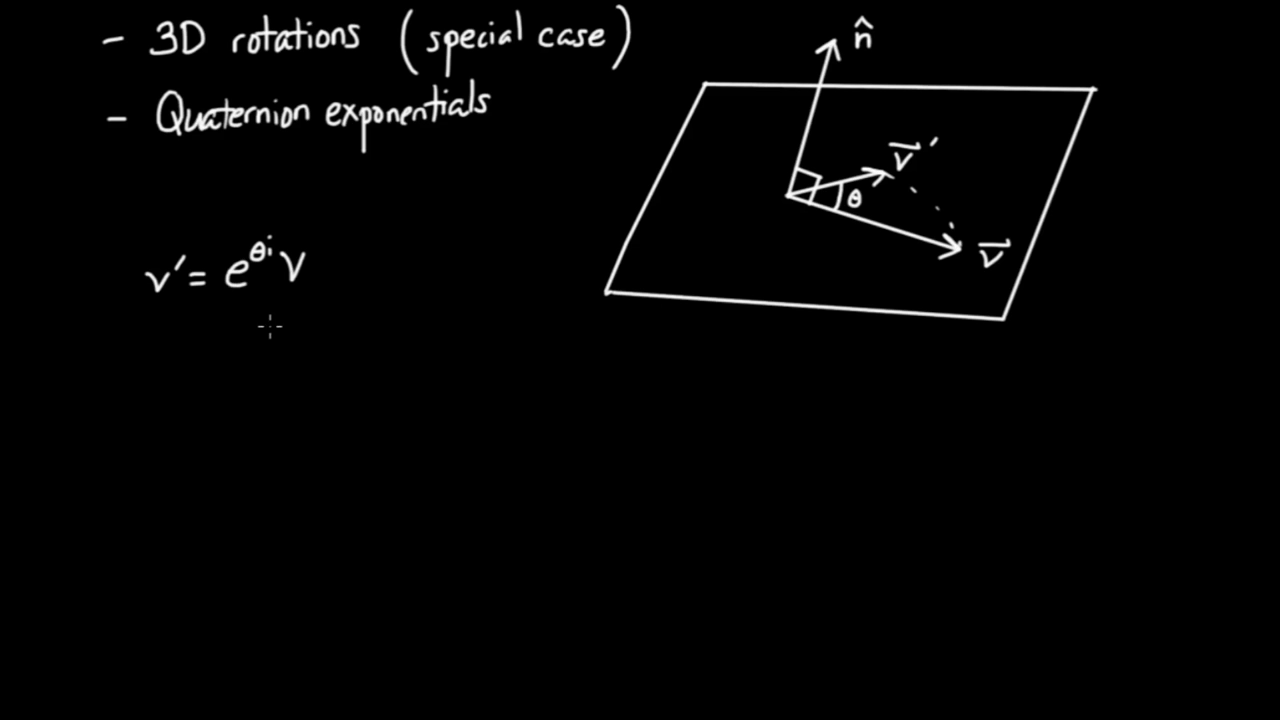 - 3D rotations (special case)
- Quaternion exponentials
n̂
v⃗ ′
θ
v⃗
v′ = e^{θi} v